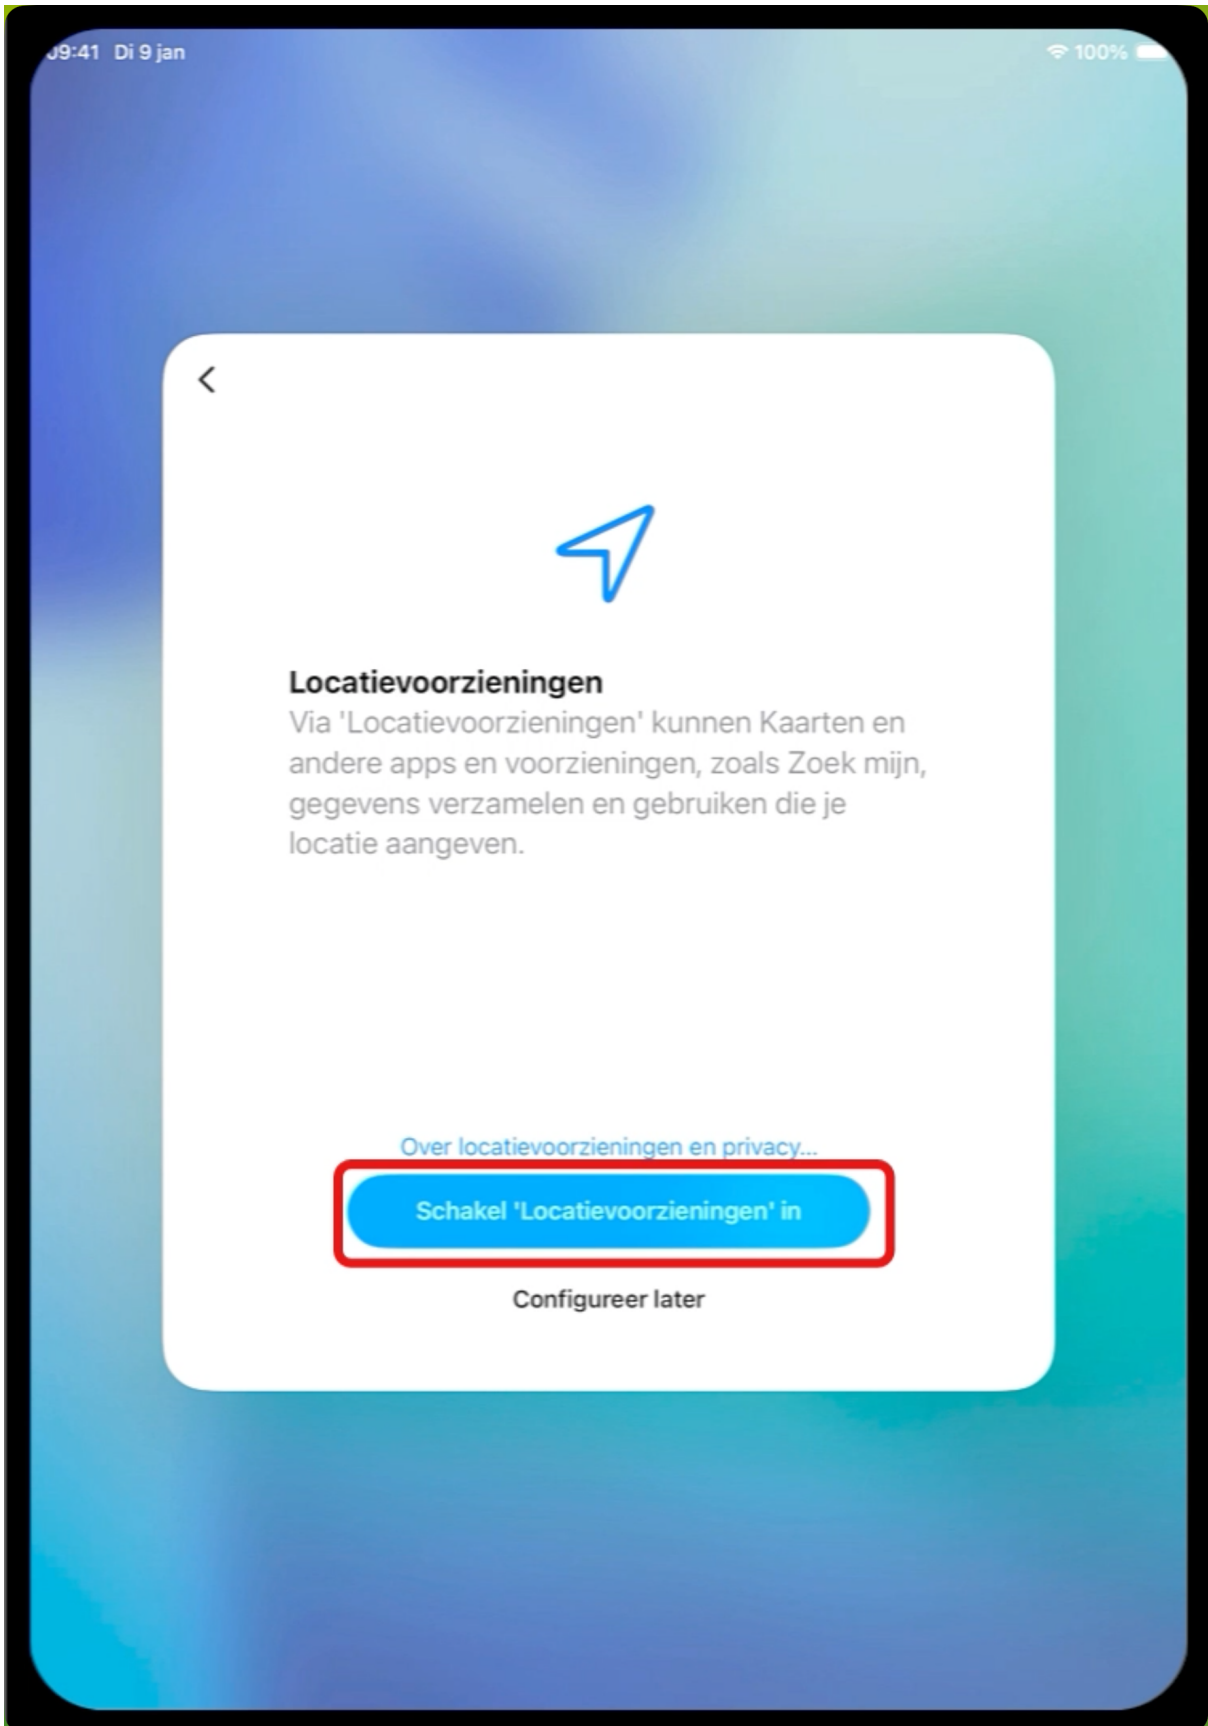 09:41 Di 9 jan
100%
Locatievoorzieningen
Via 'Locatievoorzieningen' kunnen Kaarten en
andere apps en voorzieningen, zoals Zoek mijn,
gegevens verzamelen en gebruiken die je
locatie aangeven.
Over locatievoorzieningen en privacy...
Schakel 'Locatievoorzieningen' in
Configureer later